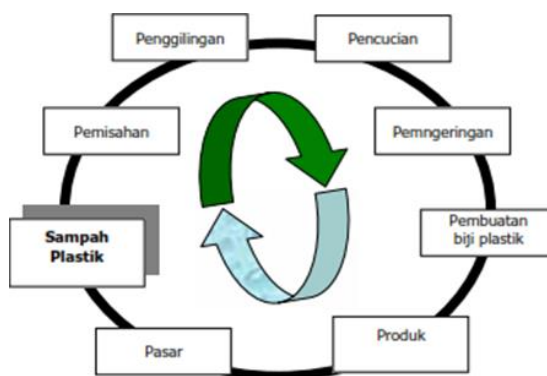 Penggilingan
Pencucian
Pemisahan
Pemngeringan
Sampah
Plastik
Pembuatan
biji plastik
Pasar
Produk